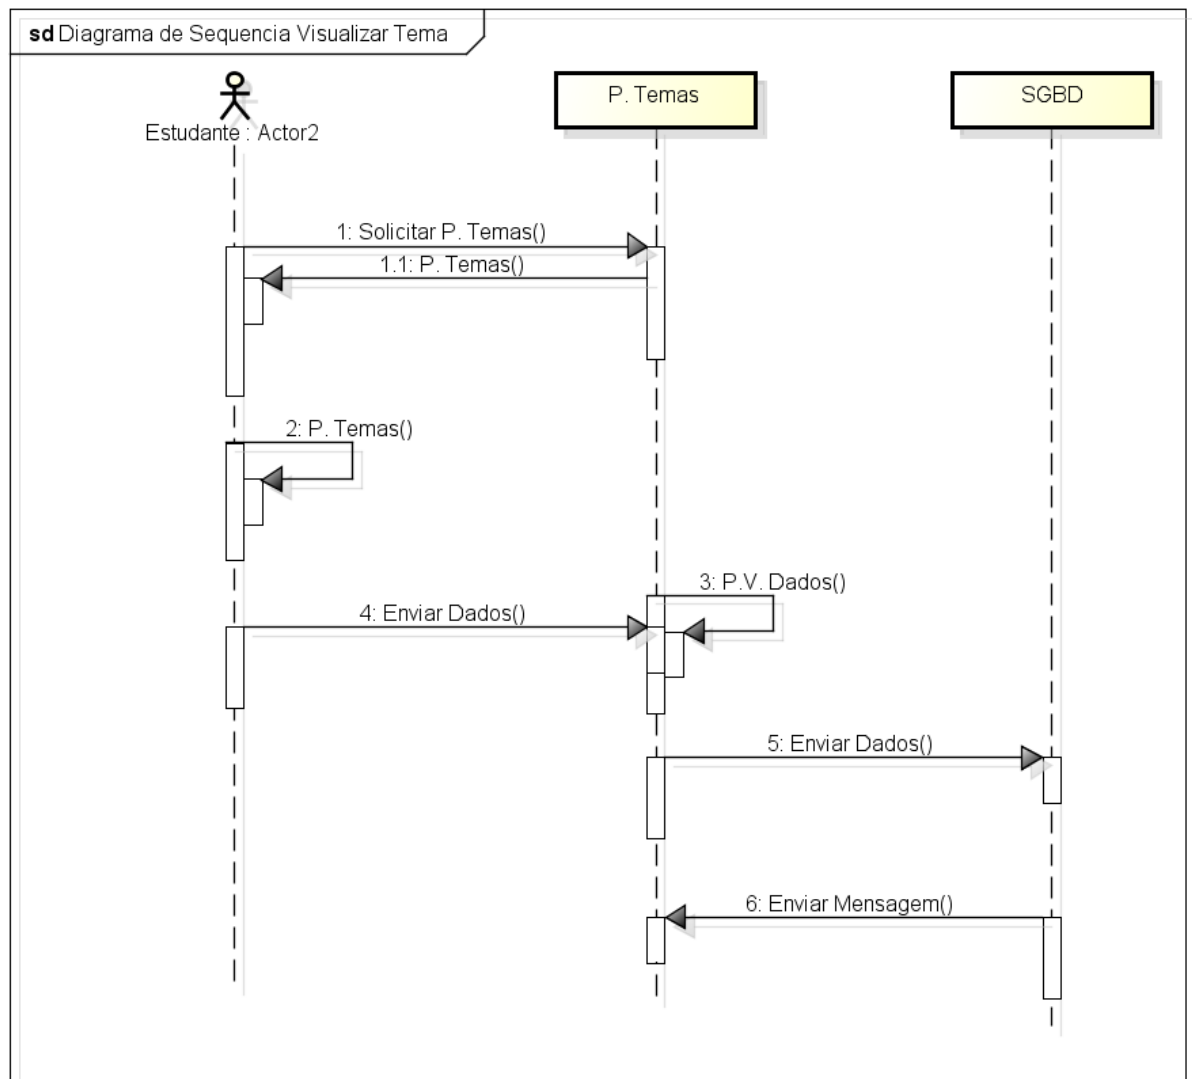 sd Diagrama de Sequencia Visualizar Tema
Estudante : Actor2
P. Temas
SGBD
1: Solicitar P. Temas()
1.1: P. Temas()
2: P. Temas()
3: P.V. Dados()
4: Enviar Dados()
5: Enviar Dados()
6: Enviar Mensagem()